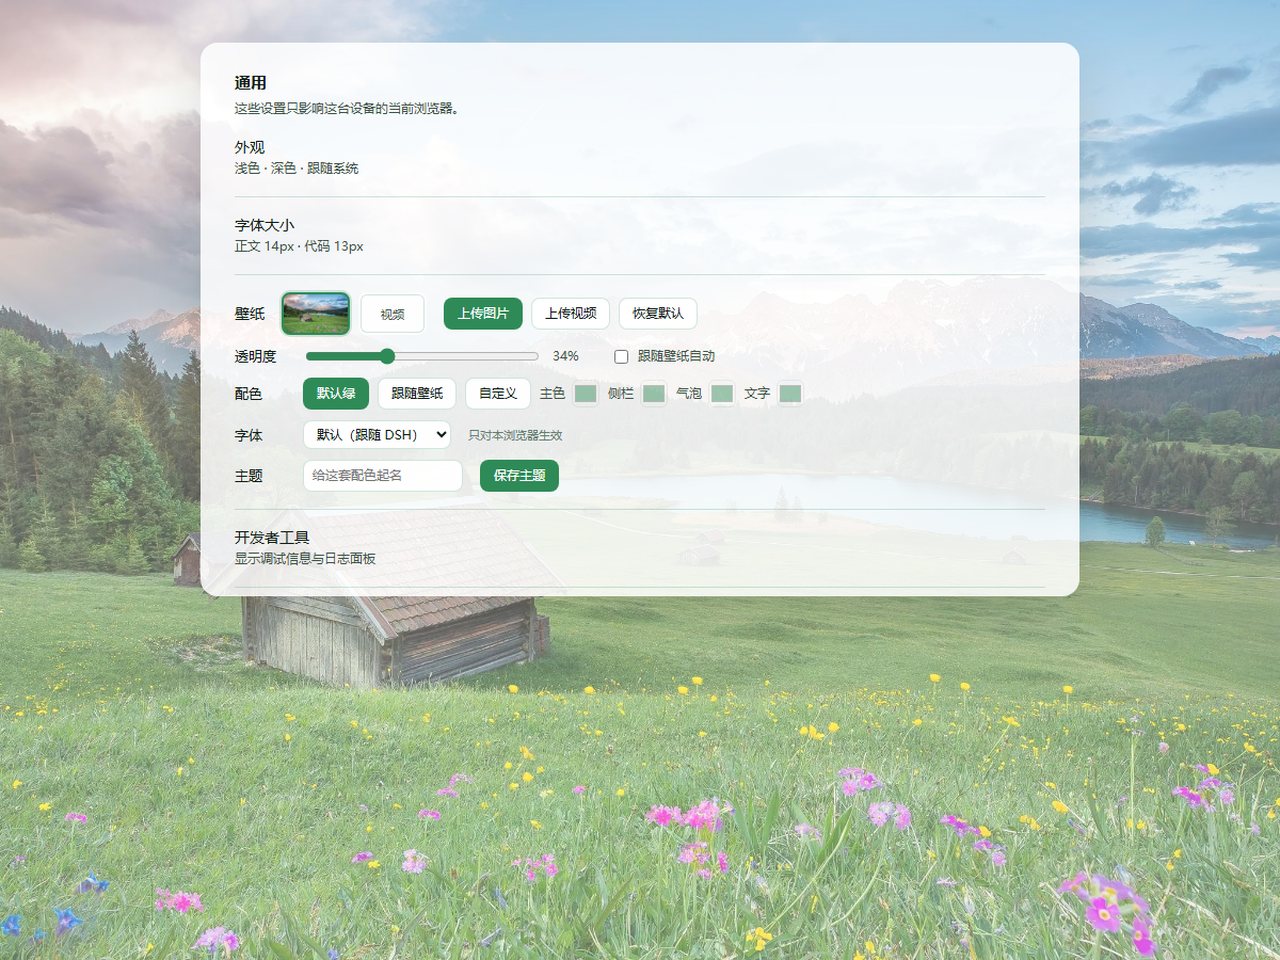 通用
这些设置只影响这台设备的当前浏览器。
外观
浅色 · 深色 · 跟随系统
字体大小
正文 14px · 代码 13px
壁纸 视频 上传图片 上传视频 恢复默认
透明度 34% 跟随壁纸自动
配色 默认绿 跟随壁纸 自定义 主色 侧栏 气泡 文字
字体 默认（跟随 DSH） 只对本浏览器生效
主题 给这套配色起名 保存主题
开发者工具
显示调试信息与日志面板